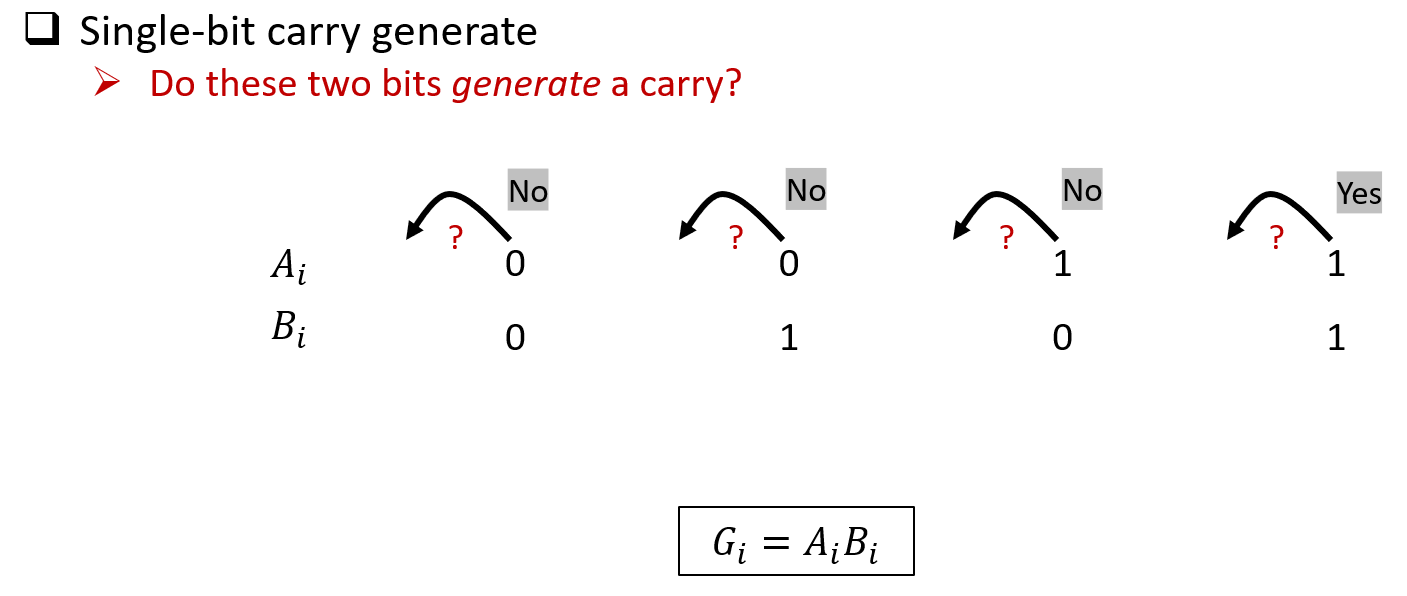 Single-bit carry generate
Do these two bits generate a carry?
No No No Yes
? ? ? ?
A_i 0 0 1 1
B_i 0 1 0 1
G_i = A_i B_i